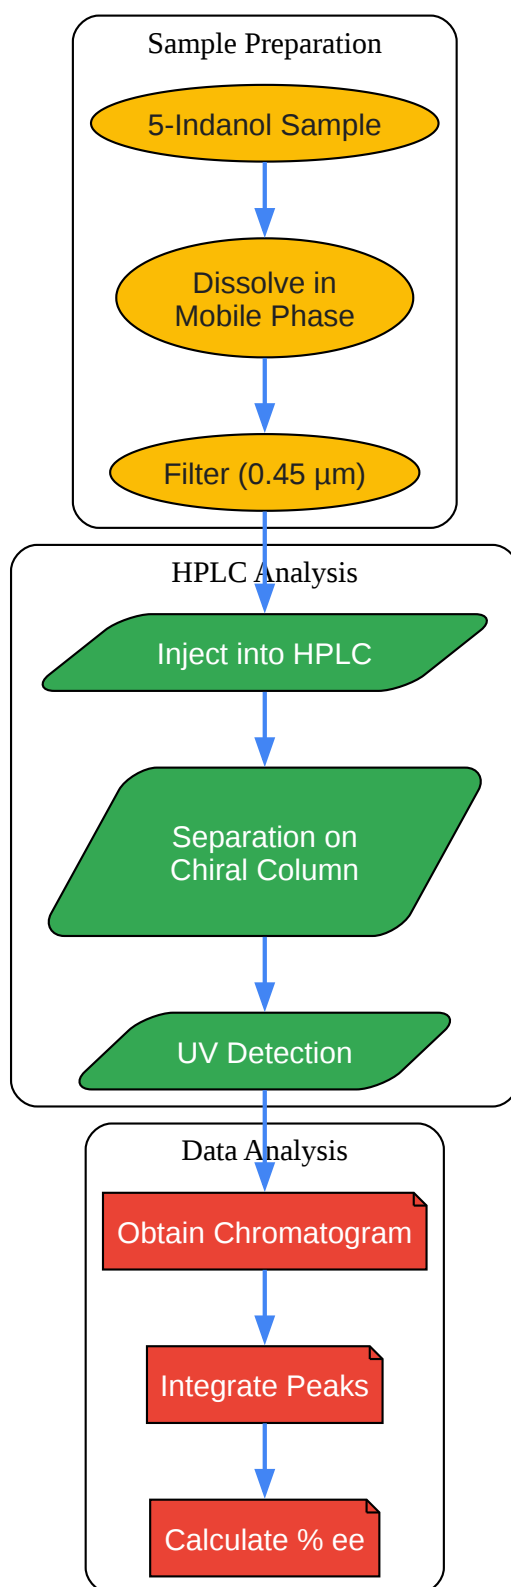 Sample Preparation
5-Indanol Sample
Dissolve in
Mobile Phase
Filter (0.45 µm)
HPLC Analysis
Inject into HPLC
Separation on
Chiral Column
UV Detection
Data Analysis
Obtain Chromatogram
Integrate Peaks
Calculate % ee